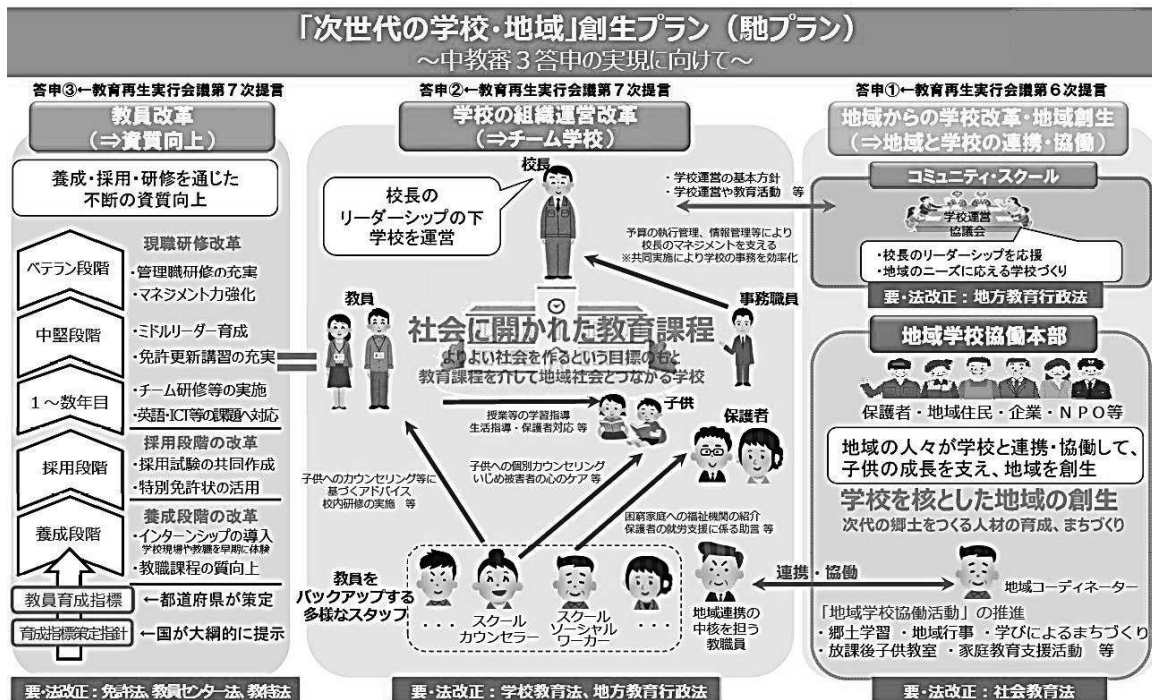 「次世代の学校・地域」創生プラン（馳プラン）
～中教審３答申の実現に向けて～
答申③←教育再生実行会議第７次提言
教員改革
（⇒資質向上）
養成・採用・研修を通じた
不断の資質向上
ベテラン段階
現職研修改革
・管理職研修の充実
・マネジメント力強化
中堅段階
・ミドルリーダー育成
・免許更新講習の充実
１～数年目
・チーム研修等の実施
・英語・ICT等の課題へ対応
採用段階
採用段階の改革
・採用試験の共同作成
・特別免許状の活用
養成段階
養成段階の改革
・インターンシップの導入
学校現場や教職を早期に体験
・教職課程の質向上
教員育成指標
←都道府県が策定
育成指標策定指針
←国が大綱的に提示
要・法改正：免許法、教員センター法、教特法
答申②←教育再生実行会議第７次提言
学校の組織運営改革
（⇒チーム学校）
校長
校長の
リーダーシップの下
学校を運営
・学校運営の基本方針
・学校運営や教育活動　等
予算の執行管理、情報管理等により
校長のマネジメントを支える
※共同実施により学校の事務を効率化
教員
事務職員
社会に開かれた教育課程
よりよい社会を作るという目標のもと
教育課程を介して地域社会とつながる学校
授業等の学習指導
生活指導・保護者対応 等
子供
保護者
子供へのカウンセリング等に
基づくアドバイス
校内研修の実施　等
子供への個別カウンセリング
いじめ被害者の心のケア 等
困窮家庭への福祉機関の紹介
保護者の就労支援に係る助言 等
教員を
バックアップする
多様なスタッフ
・・・
スクール
カウンセラー
スクール
ソーシャル
ワーカー
・・・
地域連携の
中核を担う
教職員
要・法改正：学校教育法、地方教育行政法
答申①←教育再生実行会議第６次提言
地域からの学校改革・地域創生
（⇒地域と学校の連携・協働）
コミュニティ・スクール
学校運営
協議会
・校長のリーダーシップを応援
・地域のニーズに応える学校づくり
要・法改正：地方教育行政法
地域学校協働本部
保護者・地域住民・企業・ＮＰＯ等
地域の人々が学校と連携・協働して、
子供の成長を支え、地域を創生
学校を核とした地域の創生
次代の郷土をつくる人材の育成、まちづくり
連携・協働
地域コーディネーター
「地域学校協働活動」の推進
・郷土学習 ・地域行事 ・学びによるまちづくり
・放課後子供教室 ・家庭教育支援活動　等
要・法改正：社会教育法